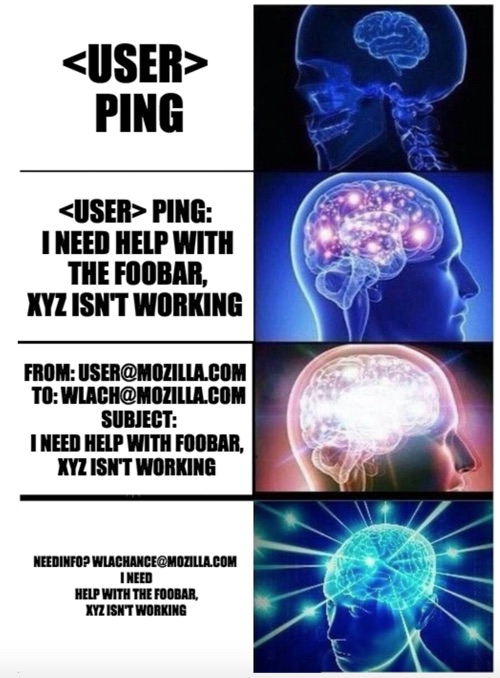 <USER>
PING
<USER> PING:
I NEED HELP WITH
THE FOOBAR,
XYZ ISN'T WORKING
FROM: USER@MOZILLA.COM
TO: WLACH@MOZILLA.COM
SUBJECT:
I NEED HELP WITH FOOBAR,
XYZ ISN'T WORKING
NEEDINFO? WLACHANCE@MOZILLA.COM
I NEED
HELP WITH THE FOOBAR,
XYZ ISN'T WORKING